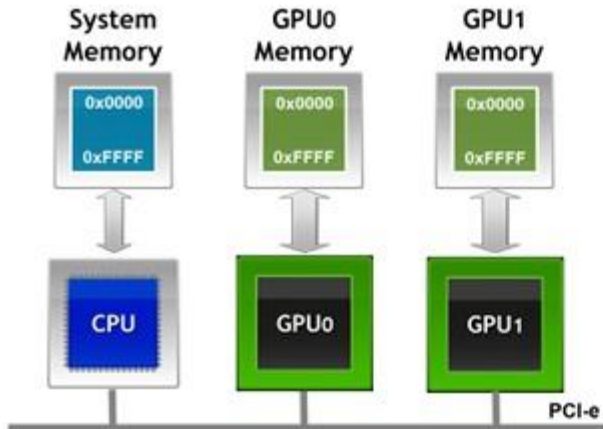 System
Memory
GPU0
Memory
GPU1
Memory
0x0000
0xFFFF
0x0000
0xFFFF
0x0000
0xFFFF
CPU
GPU0
GPU1
PCI-e